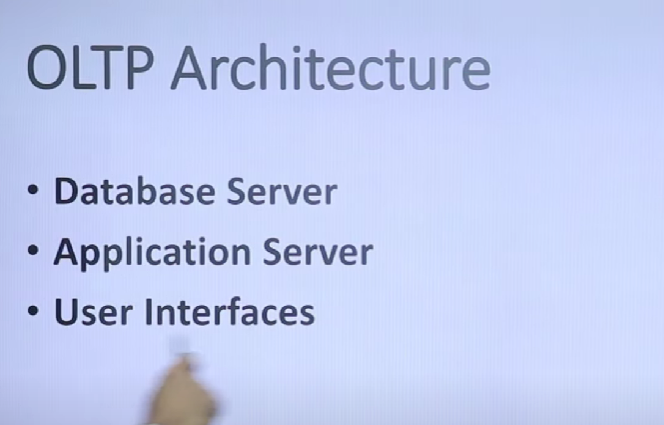 OLTP Architecture
• Database Server
• Application Server
• User Interfaces